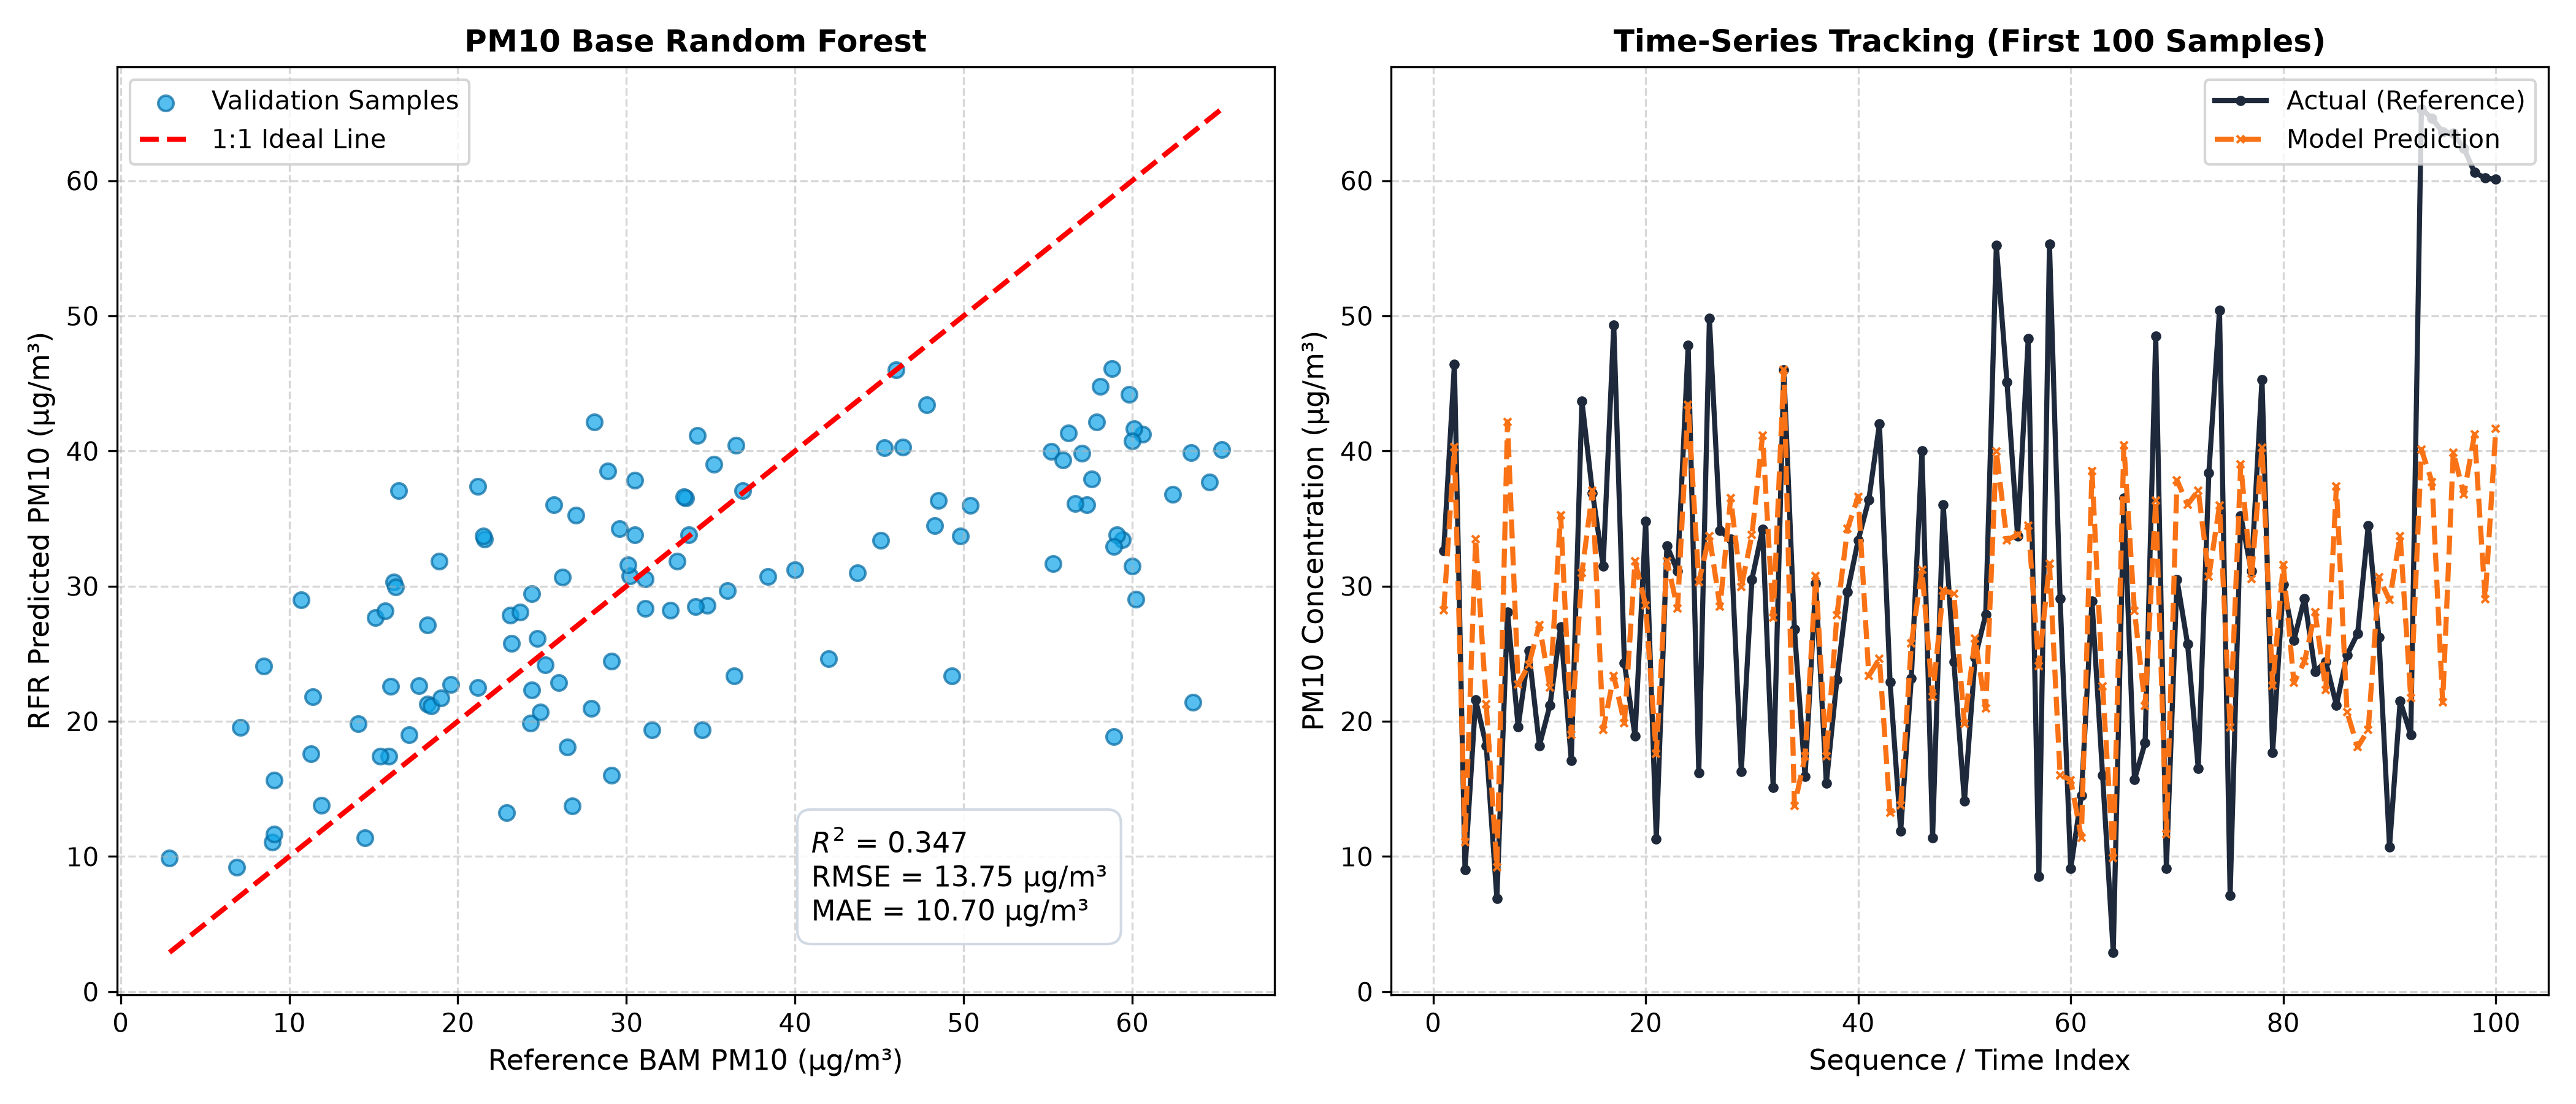 PM10 Base Random Forest
Validation Samples
1:1 Ideal Line
RFR Predicted PM10 (µg/m³)
60
50
40
30
20
10
0
R² = 0.347
RMSE = 13.75 µg/m³
MAE = 10.70 µg/m³
0 10 20 30 40 50 60
Reference BAM PM10 (µg/m³)
Time-Series Tracking (First 100 Samples)
Actual (Reference)
Model Prediction
PM10 Concentration (µg/m³)
60
50
40
30
20
10
0
0 20 40 60 80 100
Sequence / Time Index